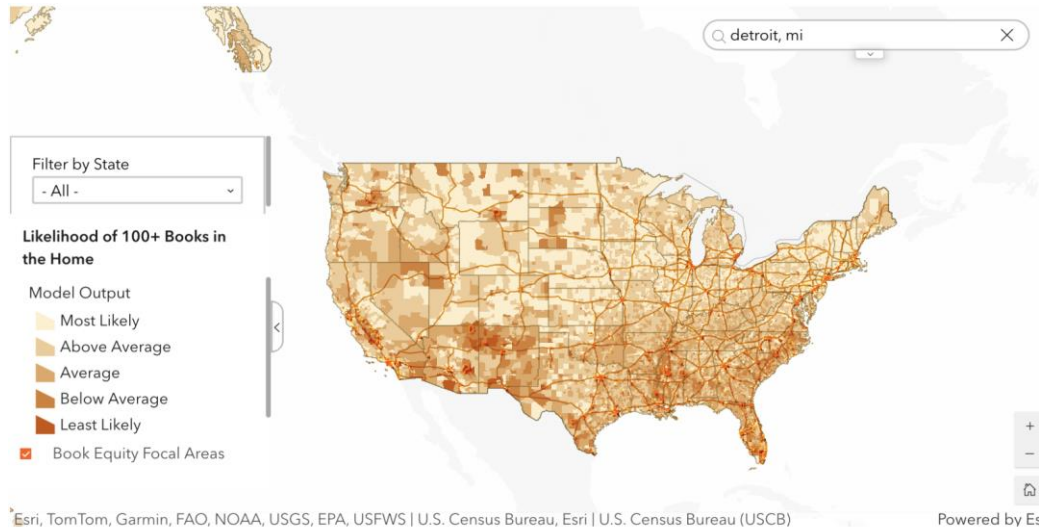 detroit, mi
Filter by State
- All -
Likelihood of 100+ Books in
the Home
Model Output
Most Likely
Above Average
Average
Below Average
Least Likely
Book Equity Focal Areas
Esri, TomTom, Garmin, FAO, NOAA, USGS, EPA, USFWS | U.S. Census Bureau, Esri | U.S. Census Bureau (USCB)
Powered by Es